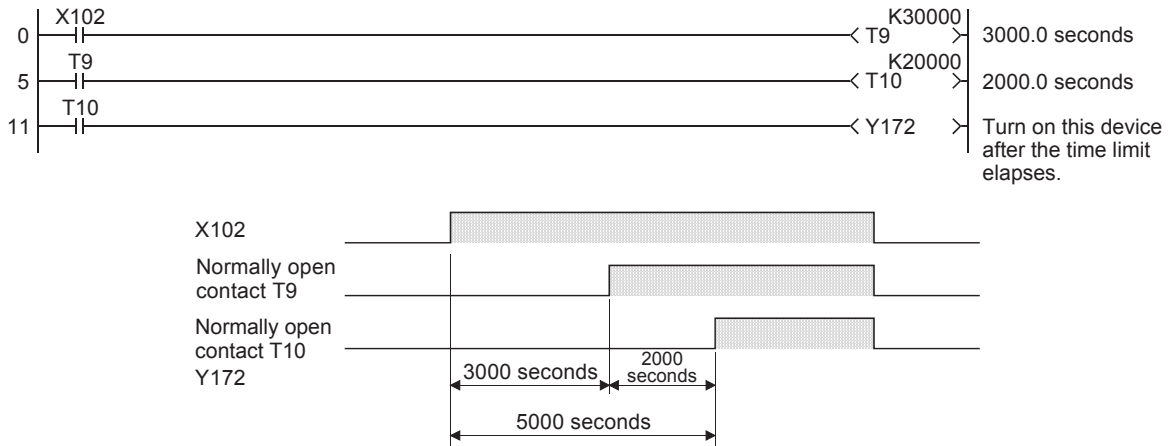 X102
K30000
0
T9
3000.0 seconds
T9
K20000
5
T10
2000.0 seconds
T10
11
Y172
Turn on this device
after the time limit
elapses.
X102
Normally open
contact T9
Normally open
contact T10
Y172
3000 seconds
2000
seconds
5000 seconds